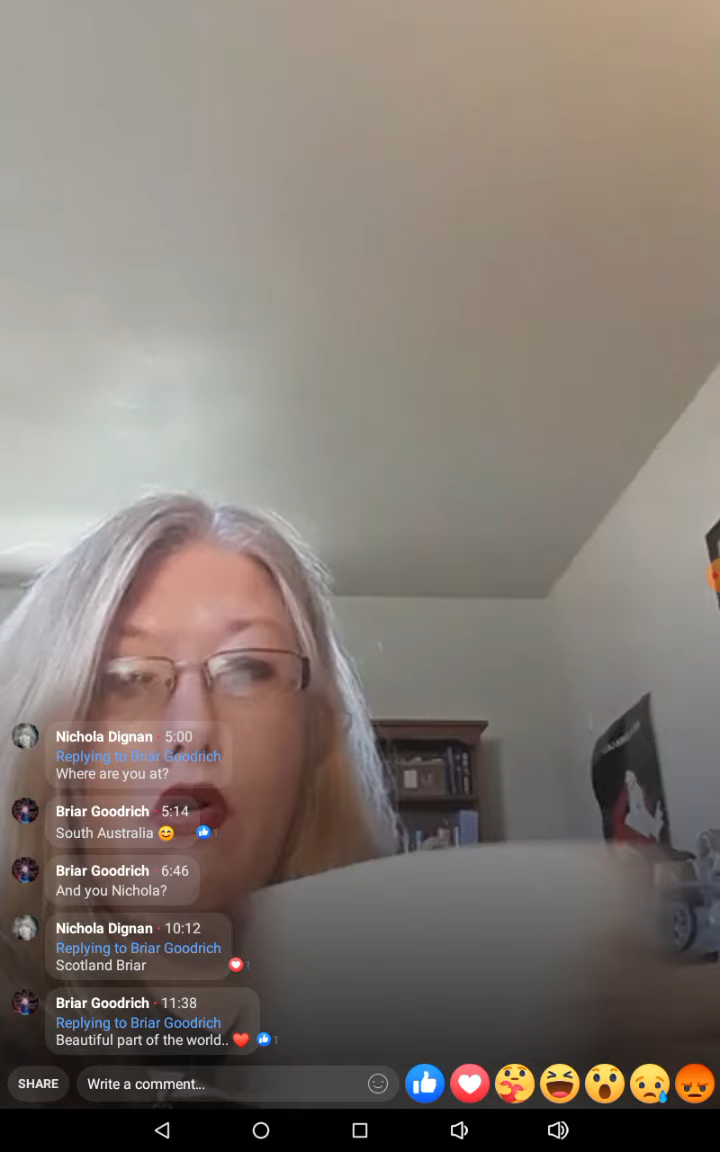 Nichola Dignan · 5:00
Replying to Briar Goodrich
Where are you at?
Briar Goodrich · 5:14
South Australia 😊 1
Briar Goodrich · 6:46
And you Nichola?
Nichola Dignan · 10:12
Replying to Briar Goodrich
Scotland Briar 1
Briar Goodrich · 11:38
Replying to Briar Goodrich
Beautiful part of the world.. ❤️ 1
SHARE Write a comment...